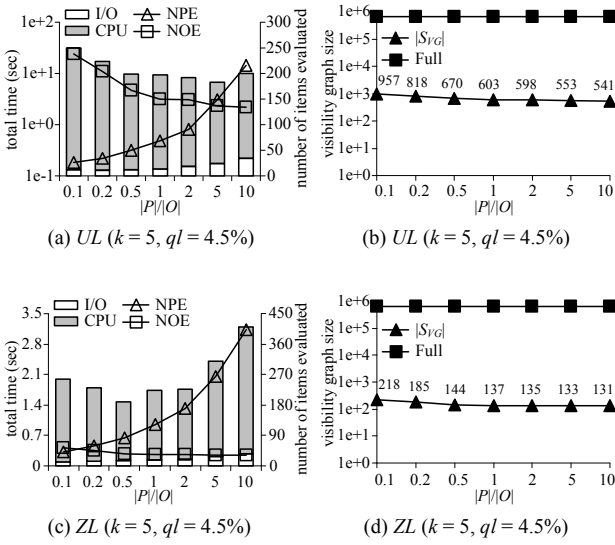 I/O NPE
CPU NOE
total time (sec)
1e+2
1e+1
1e+0
1e-1
300
250
200
150
100
50
0
number of items evaluated
0.1 0.2 0.5 1 2 5 10
|P|/|O|
(a) UL (k = 5, ql = 4.5%)
visibility graph size
1e+6
1e+5
1e+4
1e+3
1e+2
1e+1
1e+0
|SVG|
Full
957 818 670 603 598 553 541
0.1 0.2 0.5 1 2 5 10
|P|/|O|
(b) UL (k = 5, ql = 4.5%)
I/O NPE
CPU NOE
total time (sec)
3.5
2.8
2.1
1.4
0.7
0
450
360
270
180
90
0
number of items evaluated
0.1 0.2 0.5 1 2 5 10
|P|/|O|
(c) ZL (k = 5, ql = 4.5%)
visibility graph size
1e+6
1e+5
1e+4
1e+3
1e+2
1e+1
1e+0
|SVG|
Full
218 185 144 137 135 133 131
0.1 0.2 0.5 1 2 5 10
|P|/|O|
(d) ZL (k = 5, ql = 4.5%)